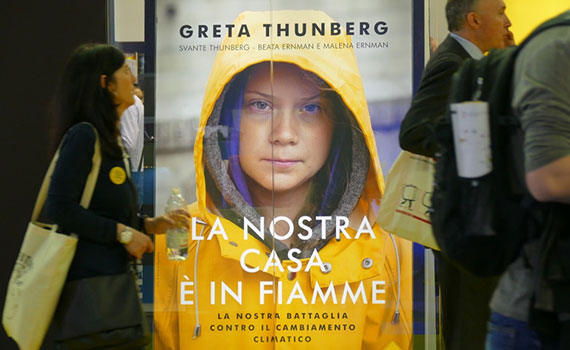 GRETA THUNBERG
SVANTE THUNBERG - BEATA ERNMAN E MALENA ERNMAN
LA NOSTRA
CASA
È IN FIAMME
LA NOSTRA BATTAGLIA
CONTRO IL CAMBIAMENTO
CLIMATICO